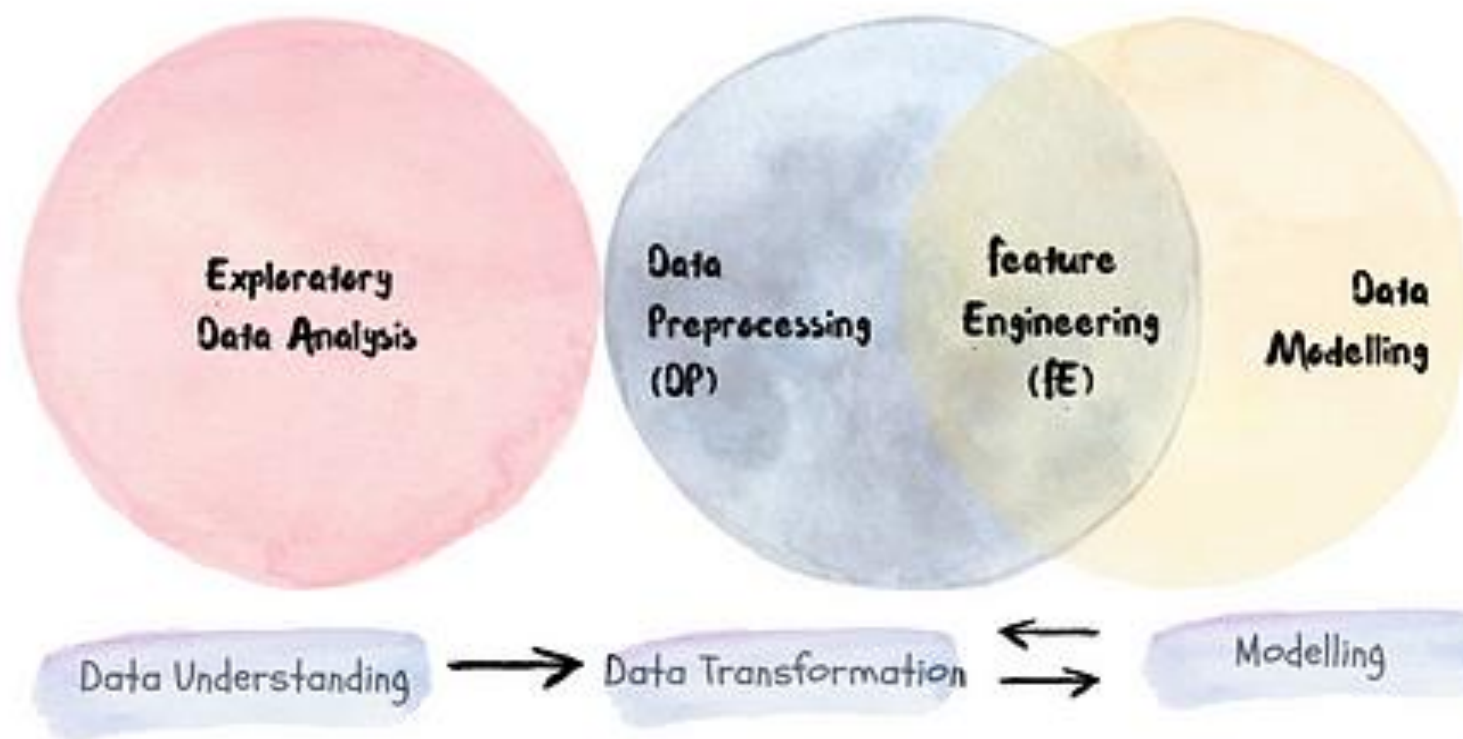 Exploratory
Data Analysis
Data
Preprocessing
(DP)
feature
Engineering
(fE)
Data
Modelling
Data Understanding
Data Transformation
Modelling